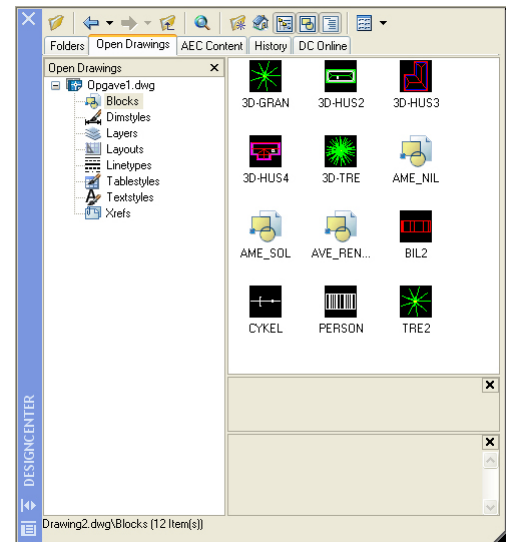 Folders Open Drawings AEC Content History DC Online
Open Drawings
Opgave1.dwg
Blocks
Dimstyles
Layers
Layouts
Linetypes
Tablestyles
Textstyles
Xrefs
3D-GRAN 3D-HUS2 3D-HUS3
3D-HUS4 3D-TRE AME_NIL
AME_SOL AVE_REN... BIL2
CYKEL PERSON TRE2
DESIGNCENTER
Drawing2.dwg\Blocks (12 Item(s))